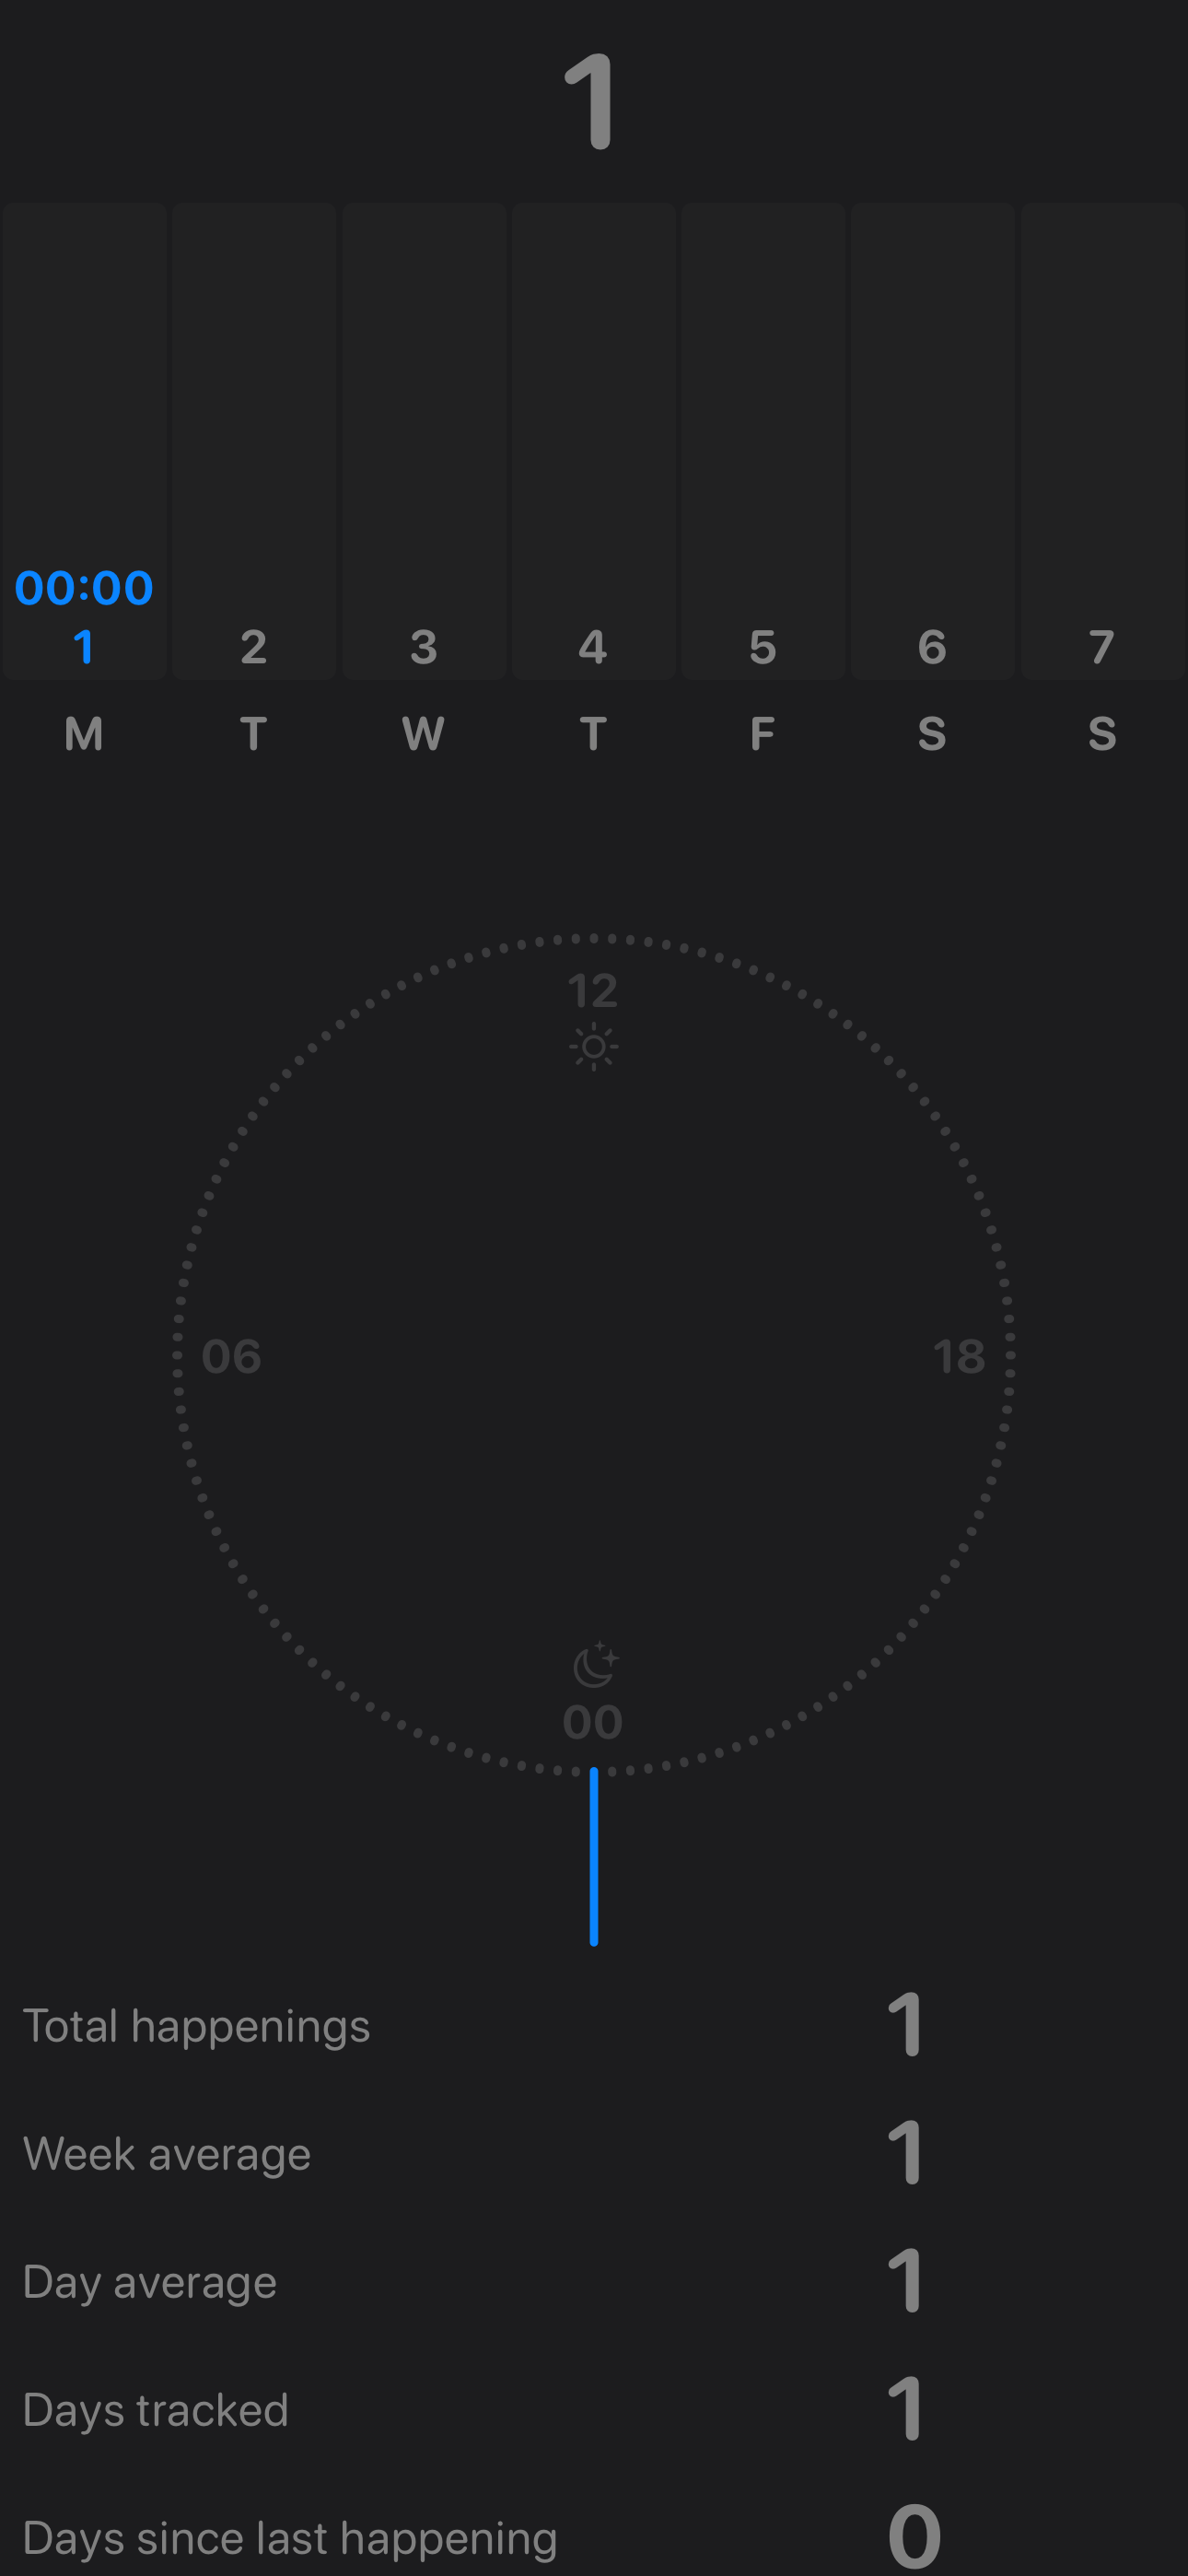 1
00:00
1 2 3 4 5 6 7
M T W T F S S
12
06 18
00
Total happenings 1
Week average 1
Day average 1
Days tracked 1
Days since last happening 0